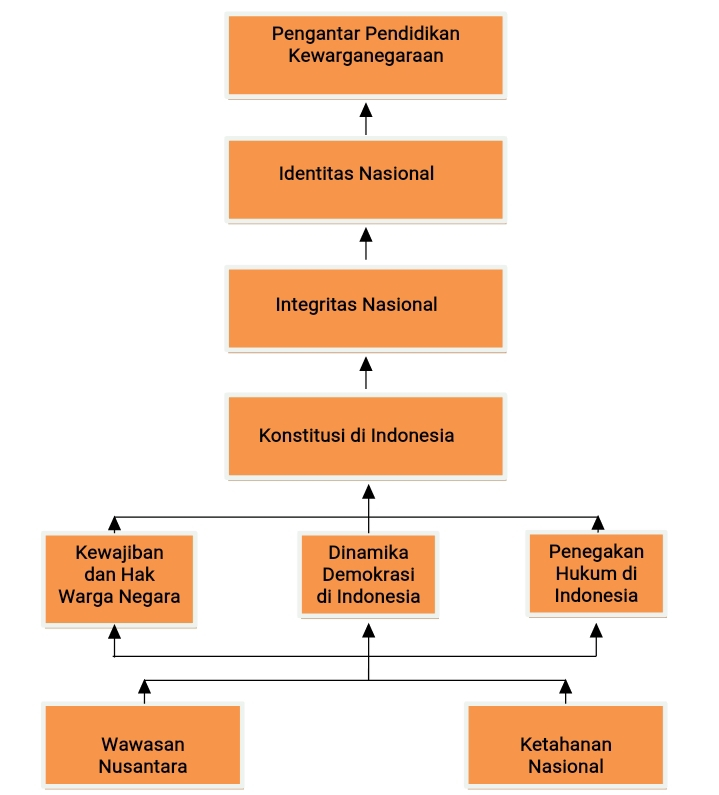 Pengantar Pendidikan
Kewarganegaraan
Identitas Nasional
Integritas Nasional
Konstitusi di Indonesia
Kewajiban
dan Hak
Warga Negara
Dinamika
Demokrasi
di Indonesia
Penegakan
Hukum di
Indonesia
Wawasan
Nusantara
Ketahanan
Nasional